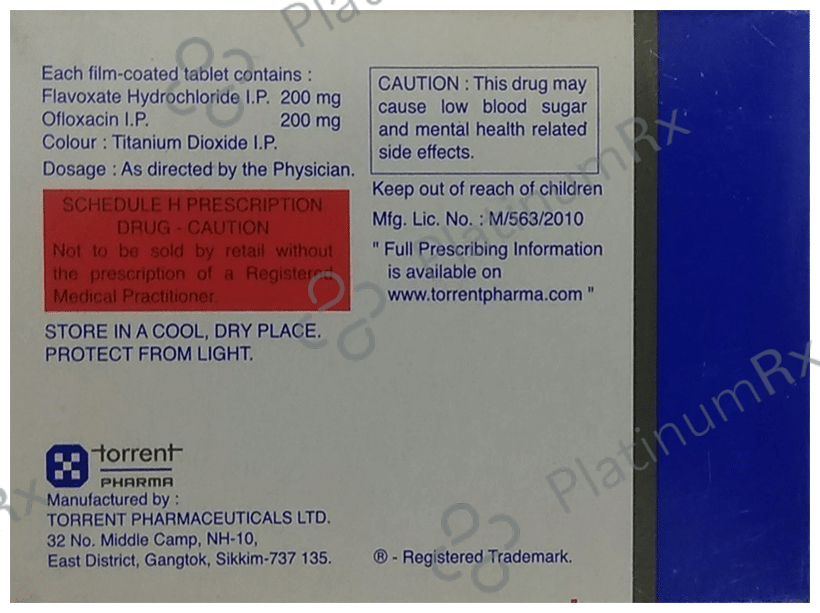 Each film-coated tablet contains :
Flavoxate Hydrochloride I.P. 200 mg
Ofloxacin I.P. 200 mg
Colour : Titanium Dioxide I.P.
Dosage : As directed by the Physician.
SCHEDULE H PRESCRIPTION
DRUG - CAUTION
Not to be sold by retail without
the prescription of a Registered
Medical Practitioner.
STORE IN A COOL, DRY PLACE.
PROTECT FROM LIGHT.
torrent
PHARMA
Manufactured by :
TORRENT PHARMACEUTICALS LTD.
32 No. Middle Camp, NH-10,
East District, Gangtok, Sikkim-737 135.
CAUTION : This drug may
cause low blood sugar
and mental health related
side effects.
Keep out of reach of children
Mfg. Lic. No. : M/563/2010
" Full Prescribing Information
is available on
www.torrentpharma.com "
® - Registered Trademark.
PlatinumRx
PlatinumRx
Platin
Rx